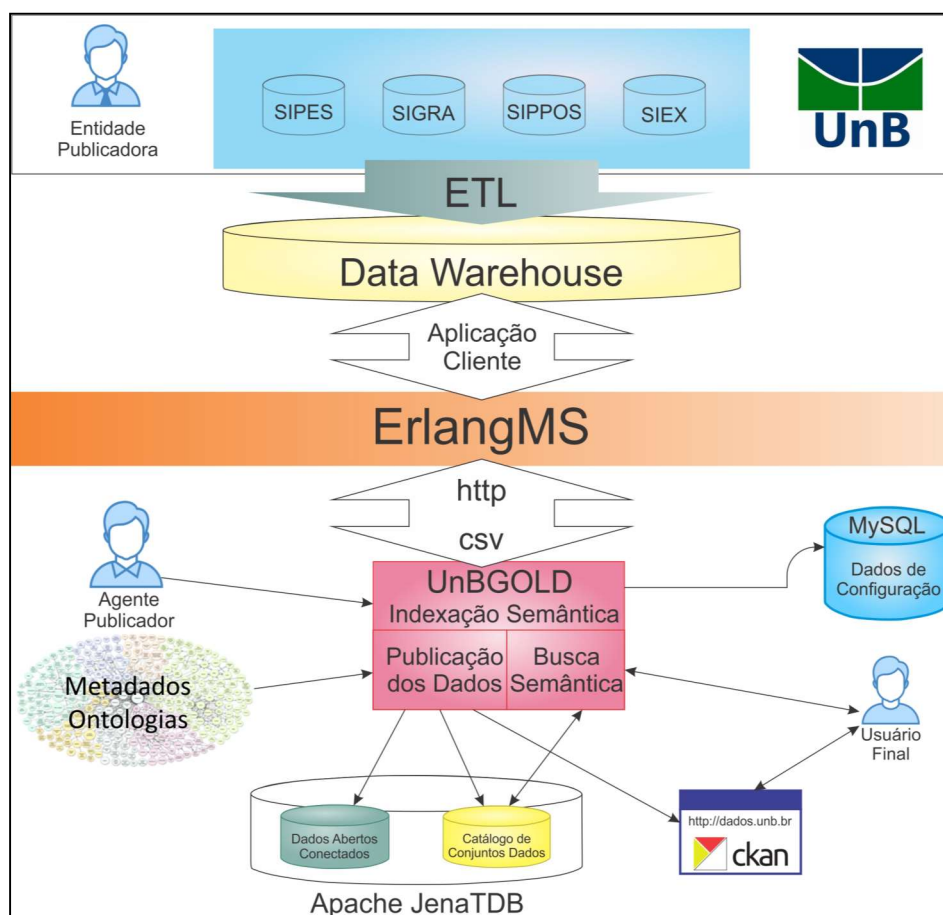 Entidade
Publicadora
SIPES
SIGRA
SIPPOS
SIEX
UnB
ETL
Data Warehouse
Aplicação
Cliente
ErlangMS
http
csv
Agente
Publicador
UnBGOLD
Indexação Semântica
Publicação
dos Dados
Busca
Semântica
MySQL
Dados de
Configuração
Metadados
Ontologias
Usuário
Final
Dados Abertos
Conectados
Catálogo de
Conjuntos Dados
http://dados.unb.br
ckan
Apache JenaTDB